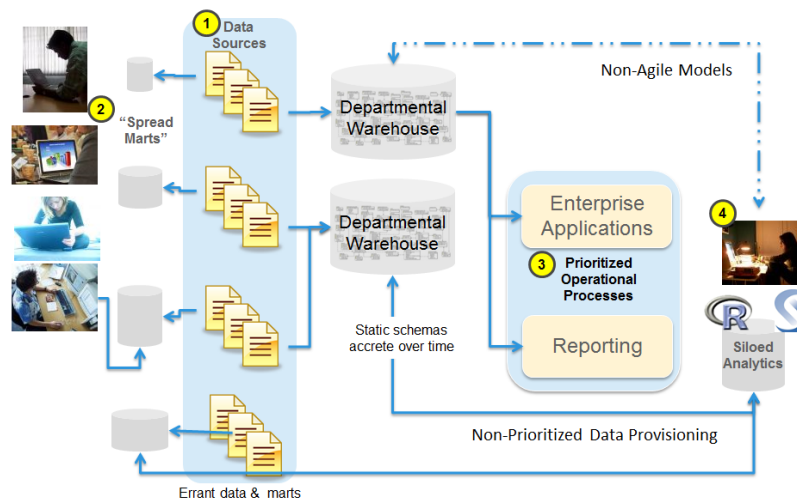 1
Data
Sources
Non-Agile Models
2
"Spread
Marts"
Departmental
Warehouse
Departmental
Warehouse
Enterprise
Applications
3
Prioritized
Operational
Processes
Reporting
4
R
S
Siloed
Analytics
Static schemas
accrete over time
Non-Prioritized Data Provisioning
Errant data & marts